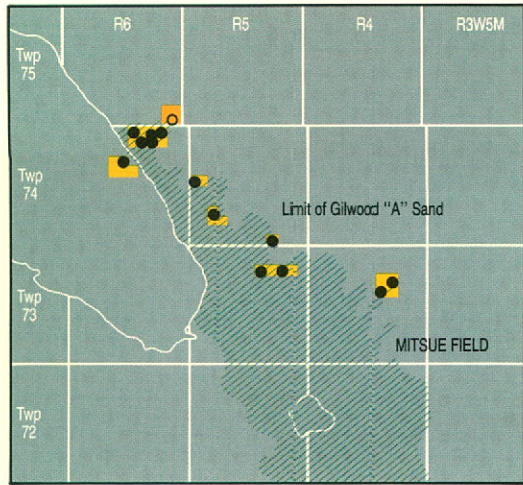 R6 R5 R4 R3W5M
Twp
75
Twp
74
Limit of Gilwood "A" Sand
Twp
73
MITSUE FIELD
Twp
72